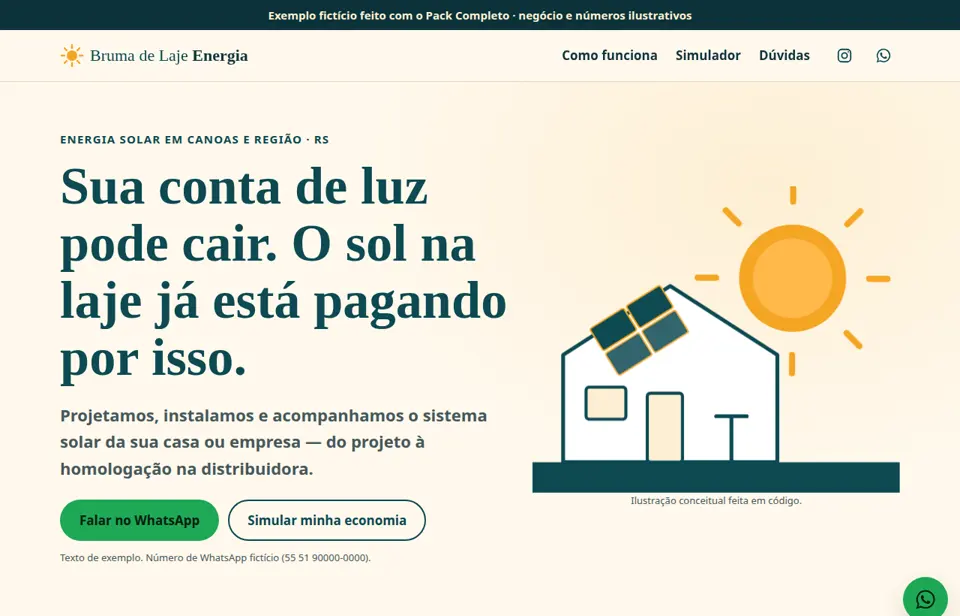 Exemplo fictício feito com o Pack Completo · negócio e números ilustrativos
Bruma de Laje Energia
Como funciona
Simulador
Dúvidas
ENERGIA SOLAR EM CANOAS E REGIÃO · RS
Sua conta de luz
pode cair. O sol na
laje já está pagando
por isso.
Projetamos, instalamos e acompanhamos o sistema
solar da sua casa ou empresa — do projeto à
homologação na distribuidora.
Falar no WhatsApp
Simular minha economia
Texto de exemplo. Número de WhatsApp fictício (55 51 90000-0000).
Ilustração conceitual feita em código.